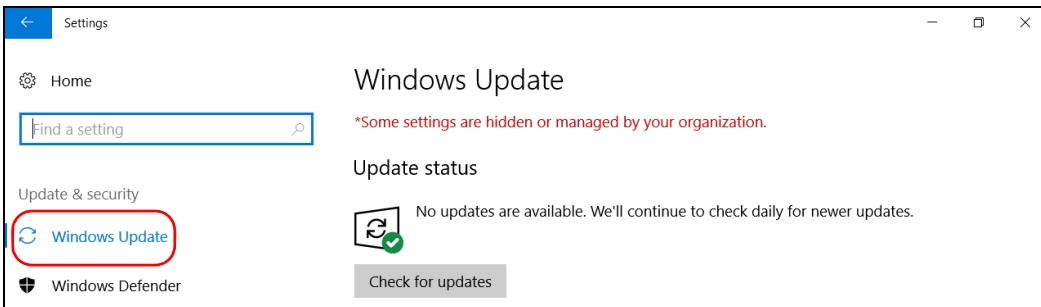 Settings
Home
Find a setting
Update & security
Windows Update
Windows Defender
Windows Update
*Some settings are hidden or managed by your organization.
Update status
No updates are available. We'll continue to check daily for newer updates.
Check for updates